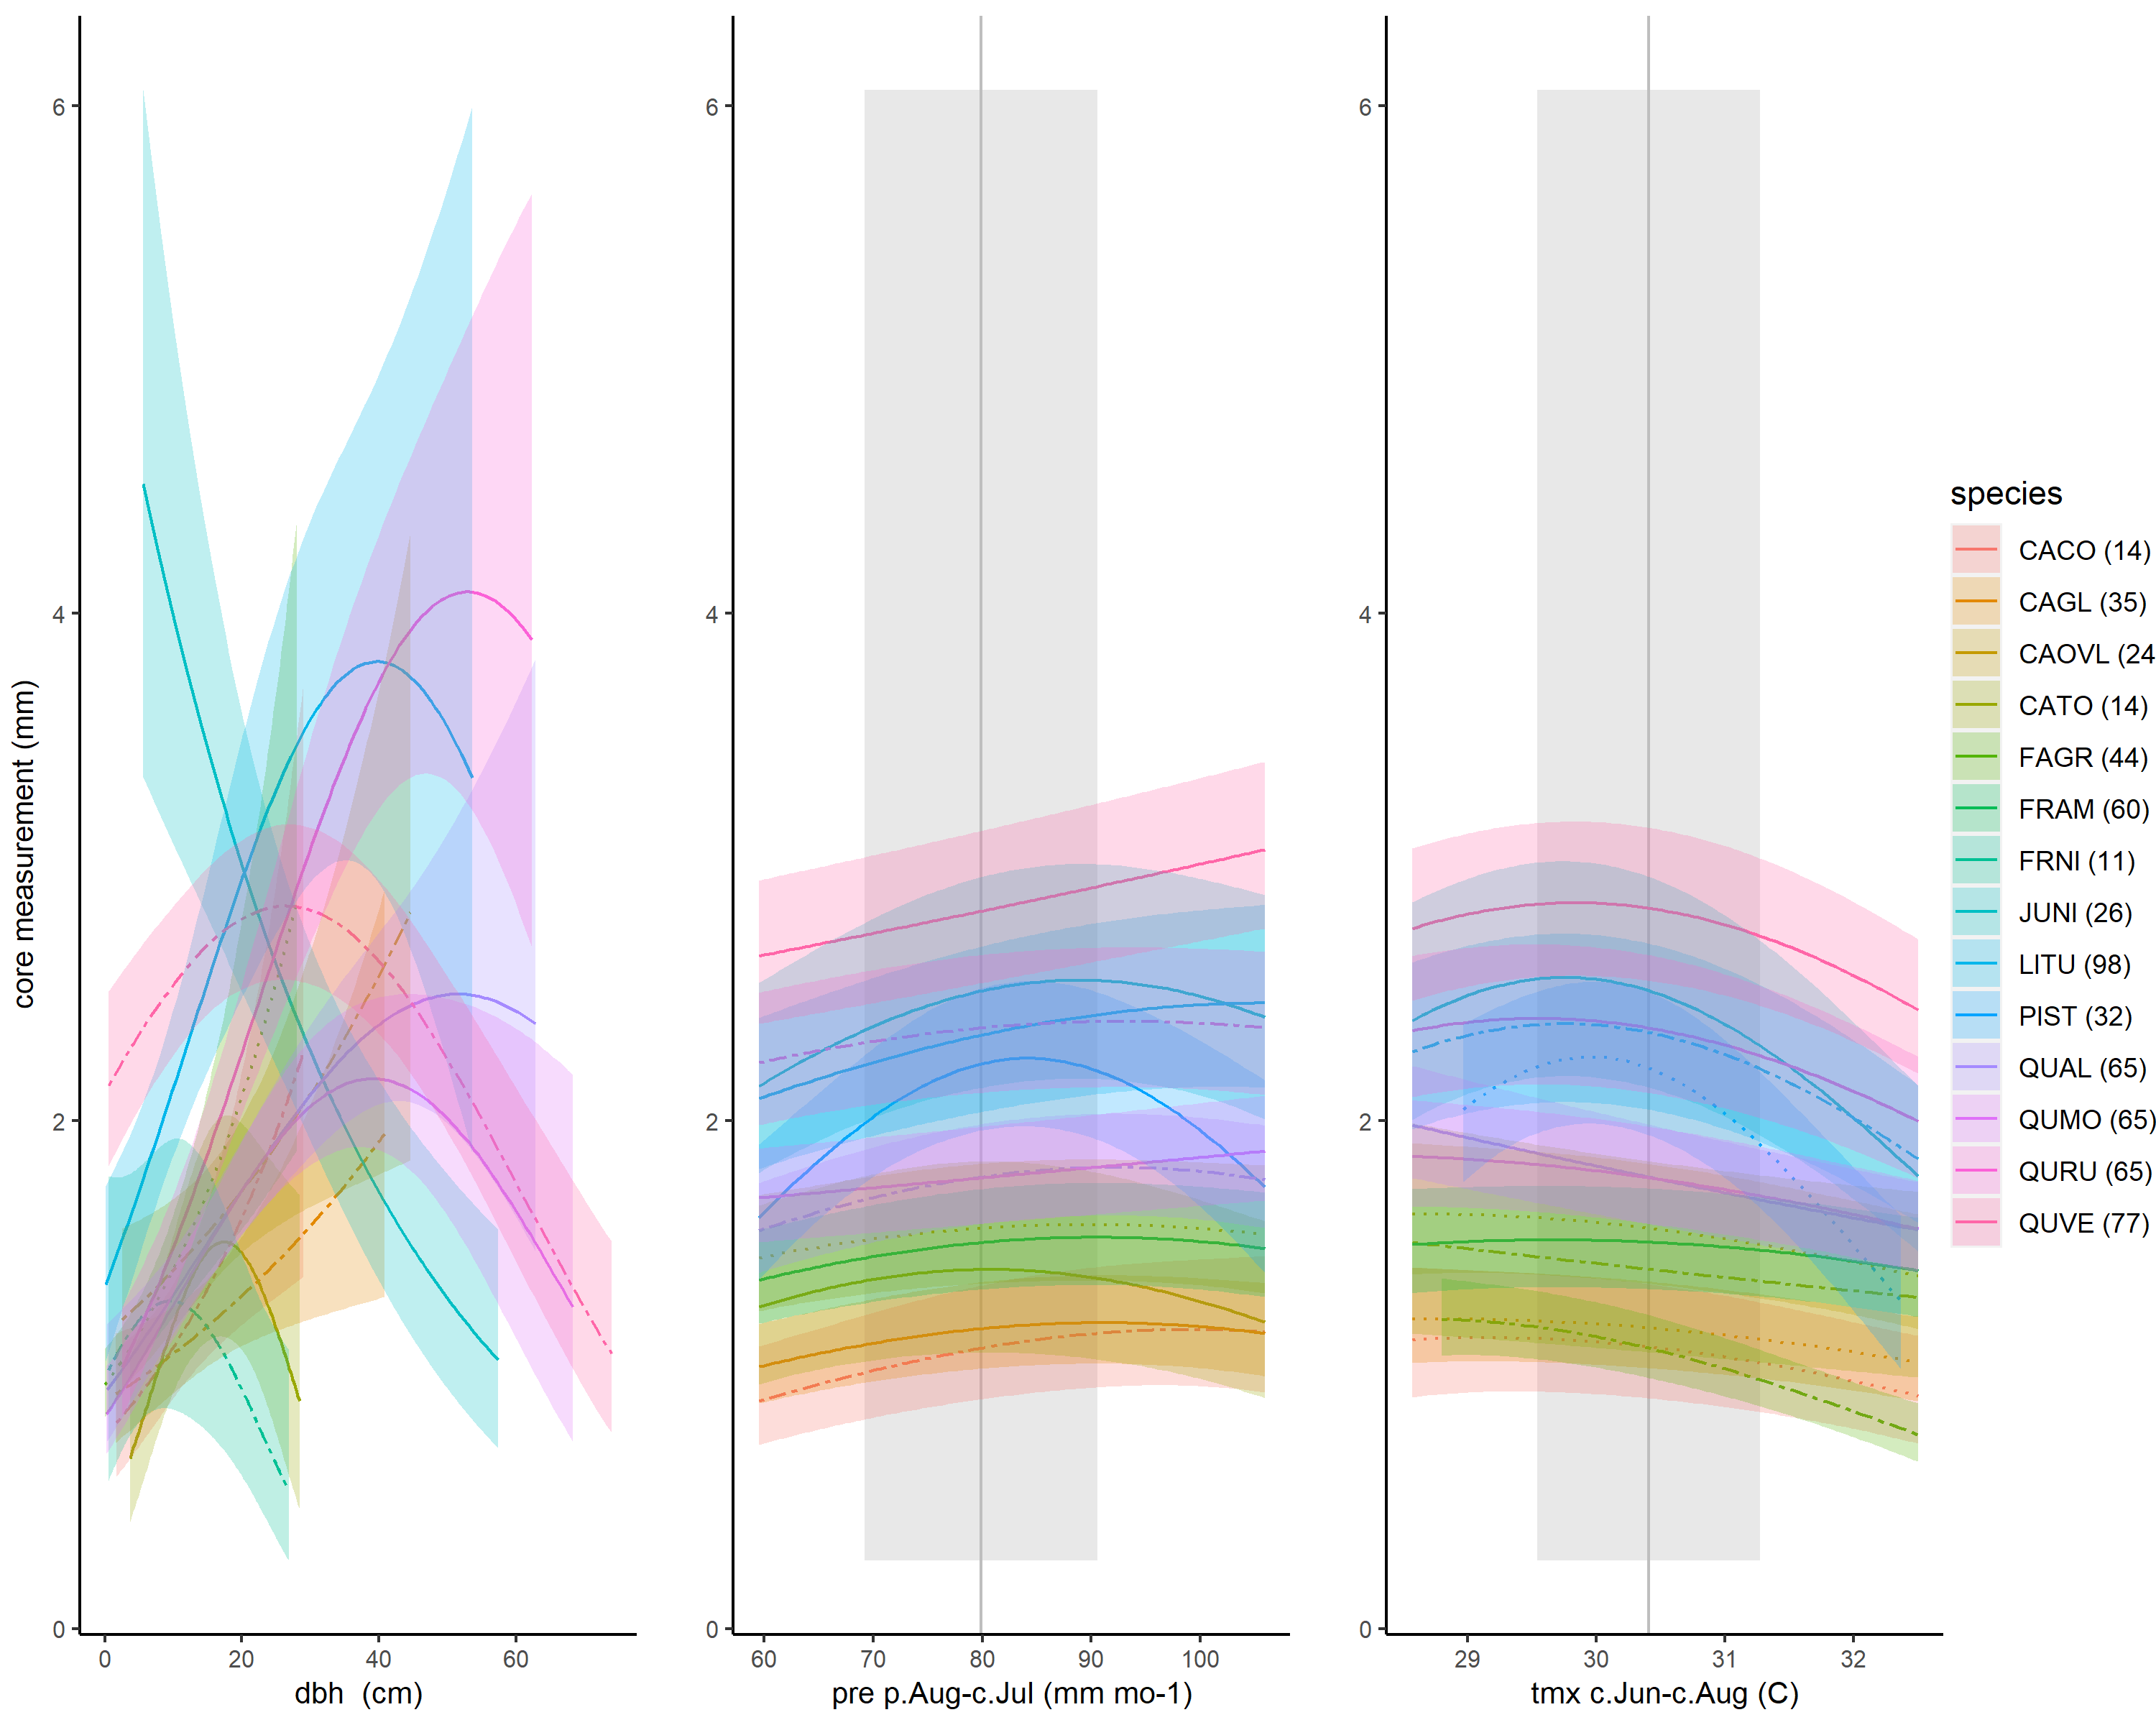 core measurement (mm)
6
4
2
0
0 20 40 60
dbh  (cm)
6
4
2
0
60 70 80 90 100
pre p.Aug-c.Jul (mm mo-1)
6
4
2
0
29 30 31 32
tmx c.Jun-c.Aug (C)
species
CACO (14)
CAGL (35)
CAOVL (24
CATO (14)
FAGR (44)
FRAM (60)
FRNI (11)
JUNI (26)
LITU (98)
PIST (32)
QUAL (65)
QUMO (65)
QURU (65)
QUVE (77)